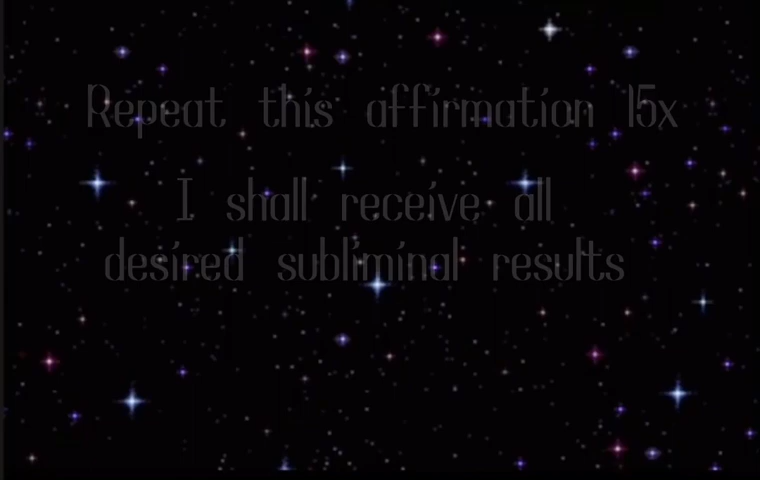 Repeat this affirmation 15x
I shall receive all
desired subliminal results